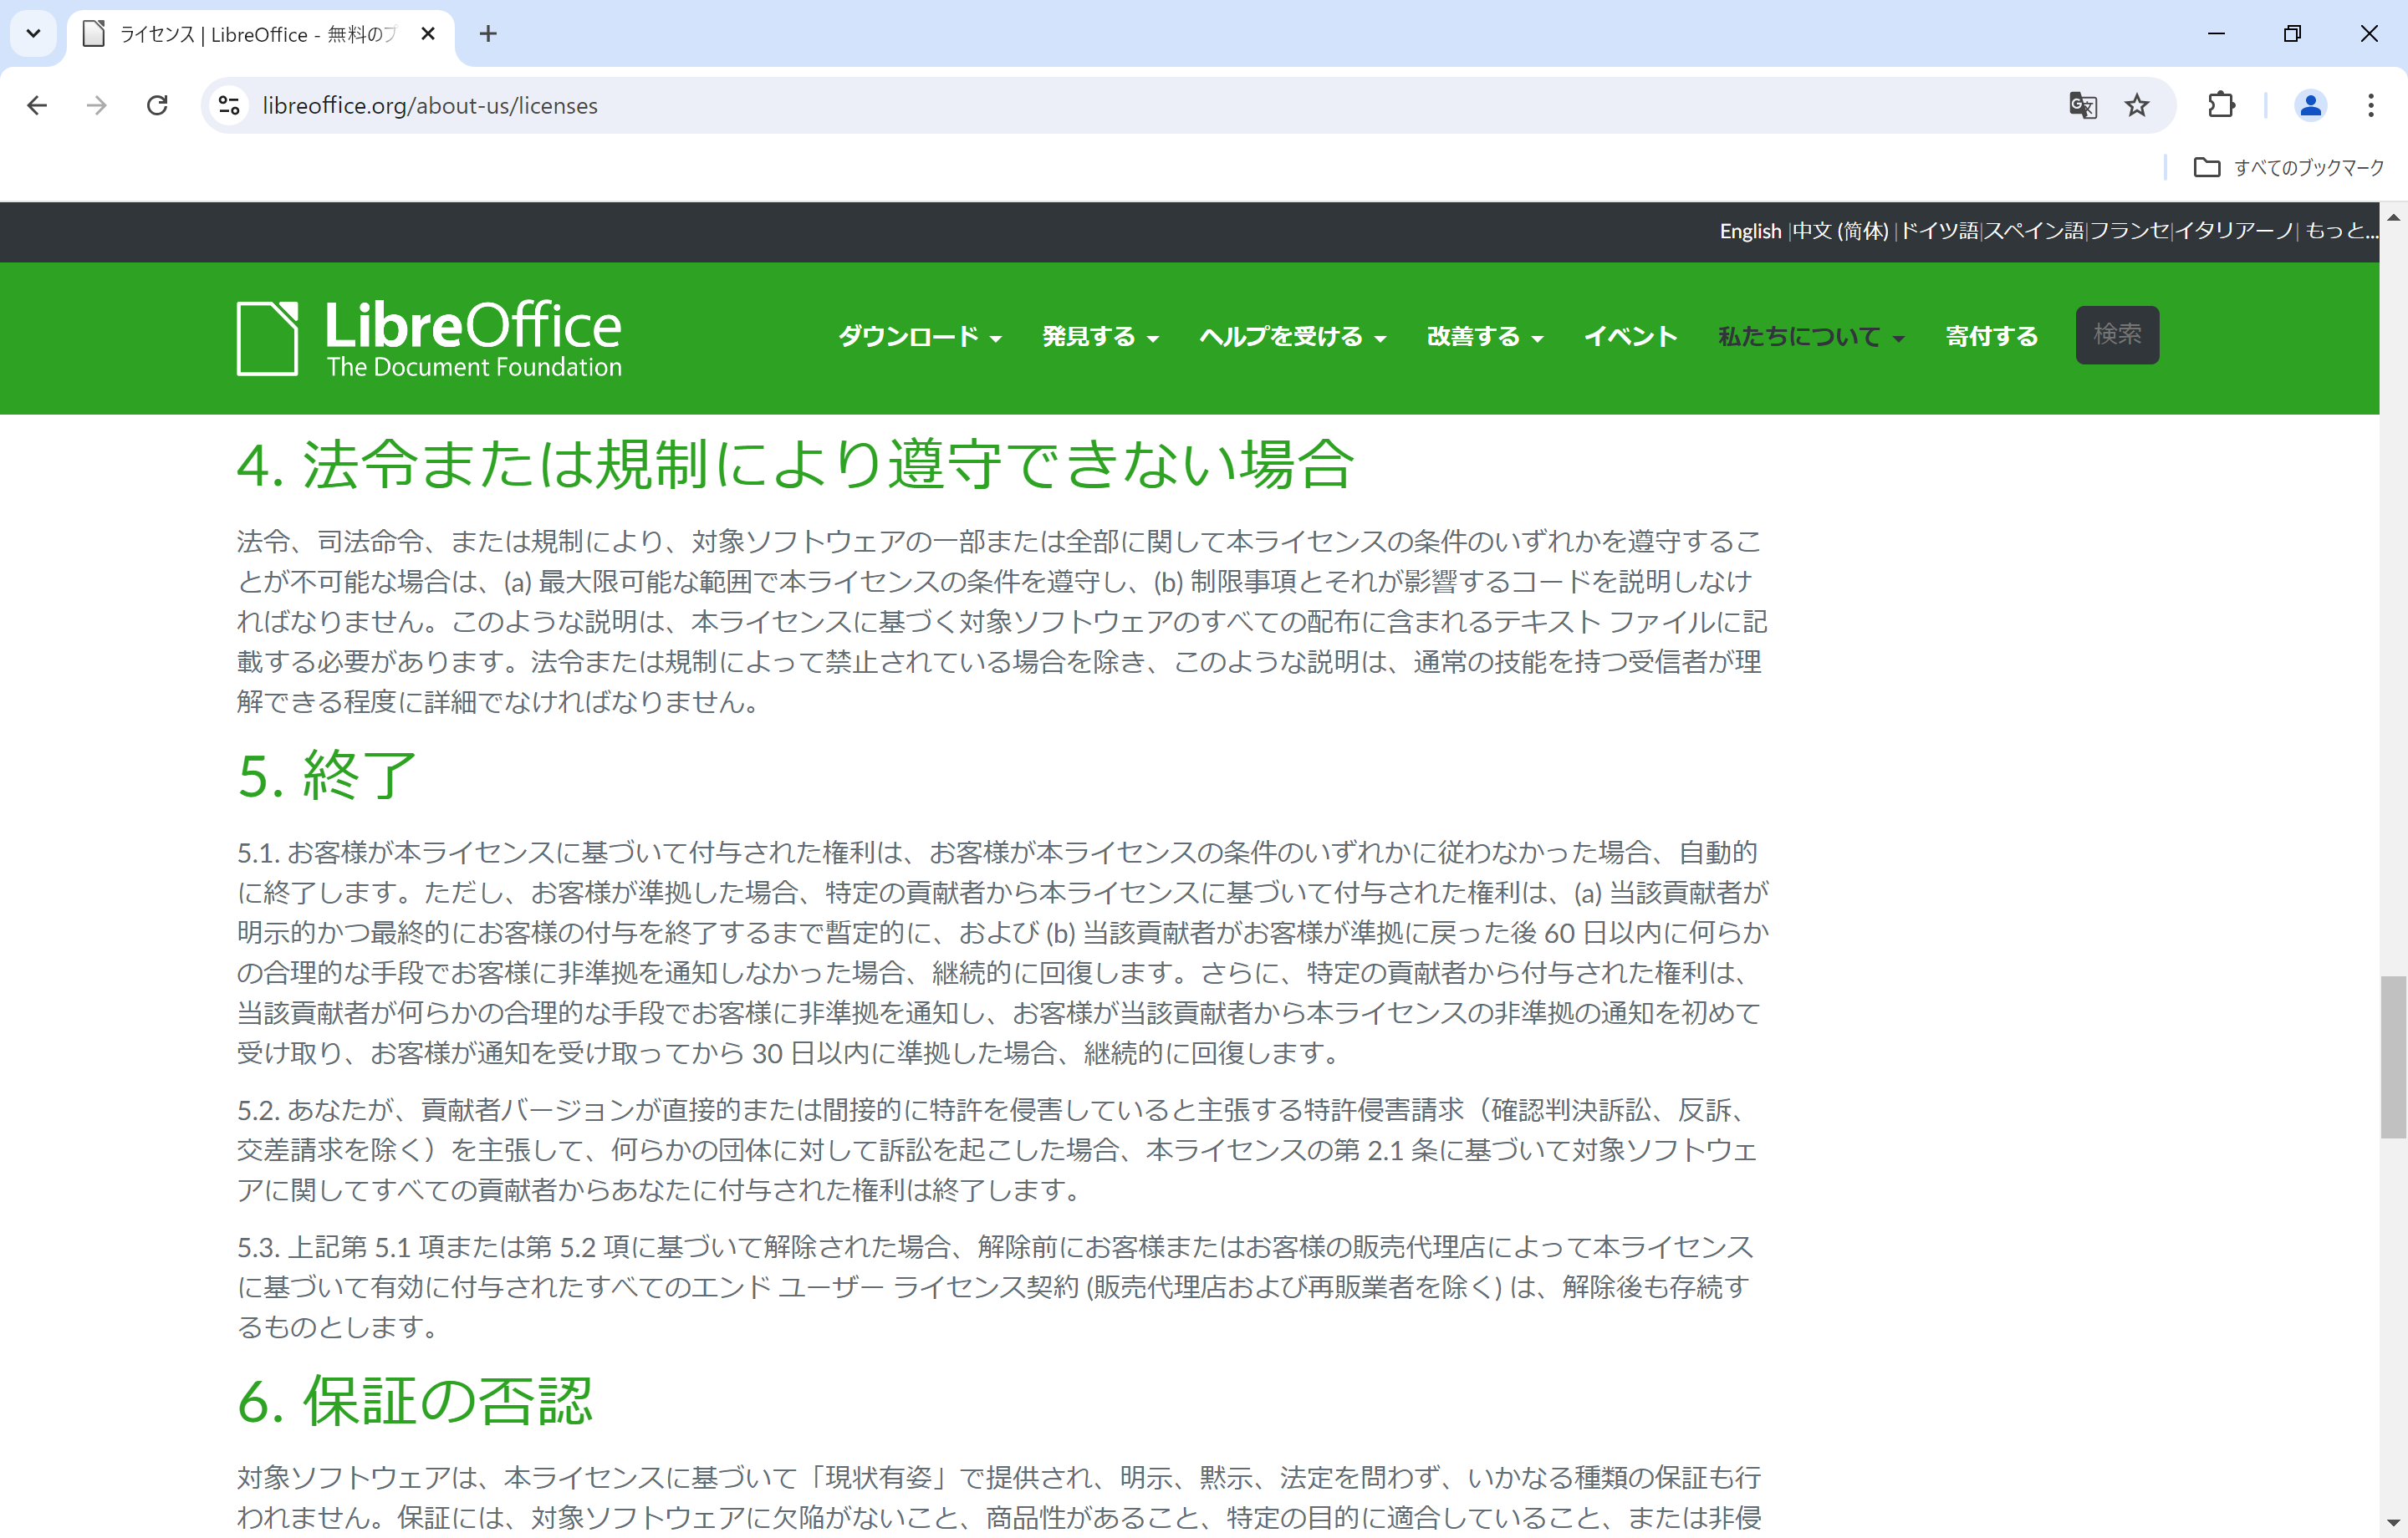 ライセンス | LibreOffice - 無料のプ
libreoffice.org/about-us/licenses
すべてのブックマーク
English |中文 (简体) |ドイツ語|スペイン語|フランセ|イタリアーノ| もっと...
LibreOffice
The Document Foundation
ダウンロード 発見する ヘルプを受ける 改善する イベント 私たちについて 寄付する 検索
4. 法令または規制により遵守できない場合
法令、司法命令、または規制により、対象ソフトウェアの一部または全部に関して本ライセンスの条件のいずれかを遵守するこ
とが不可能な場合は、(a) 最大限可能な範囲で本ライセンスの条件を遵守し、(b) 制限事項とそれが影響するコードを説明しなけ
ればなりません。このような説明は、本ライセンスに基づく対象ソフトウェアのすべての配布に含まれるテキスト ファイルに記
載する必要があります。法令または規制によって禁止されている場合を除き、このような説明は、通常の技能を持つ受信者が理
解できる程度に詳細でなければなりません。
5. 終了
5.1. お客様が本ライセンスに基づいて付与された権利は、お客様が本ライセンスの条件のいずれかに従わなかった場合、自動的
に終了します。ただし、お客様が準拠した場合、特定の貢献者から本ライセンスに基づいて付与された権利は、(a) 当該貢献者が
明示的かつ最終的にお客様の付与を終了するまで暫定的に、および (b) 当該貢献者がお客様が準拠に戻った後 60 日以内に何らか
の合理的な手段でお客様に非準拠を通知しなかった場合、継続的に回復します。さらに、特定の貢献者から付与された権利は、
当該貢献者が何らかの合理的な手段でお客様に非準拠を通知し、お客様が当該貢献者から本ライセンスの非準拠の通知を初めて
受け取り、お客様が通知を受け取ってから 30 日以内に準拠した場合、継続的に回復します。
5.2. あなたが、貢献者バージョンが直接的または間接的に特許を侵害していると主張する特許侵害請求（確認判決訴訟、反訴、
交差請求を除く）を主張して、何らかの団体に対して訴訟を起こした場合、本ライセンスの第 2.1 条に基づいて対象ソフトウェ
アに関してすべての貢献者からあなたに付与された権利は終了します。
5.3. 上記第 5.1 項または第 5.2 項に基づいて解除された場合、解除前にお客様またはお客様の販売代理店によって本ライセンス
に基づいて有効に付与されたすべてのエンド ユーザー ライセンス契約 (販売代理店および再販業者を除く) は、解除後も存続す
るものとします。
6. 保証の否認
対象ソフトウェアは、本ライセンスに基づいて「現状有姿」で提供され、明示、黙示、法定を問わず、いかなる種類の保証も行
われません。保証には、対象ソフトウェアに欠陥がないこと、商品性があること、特定の目的に適合していること、または非侵